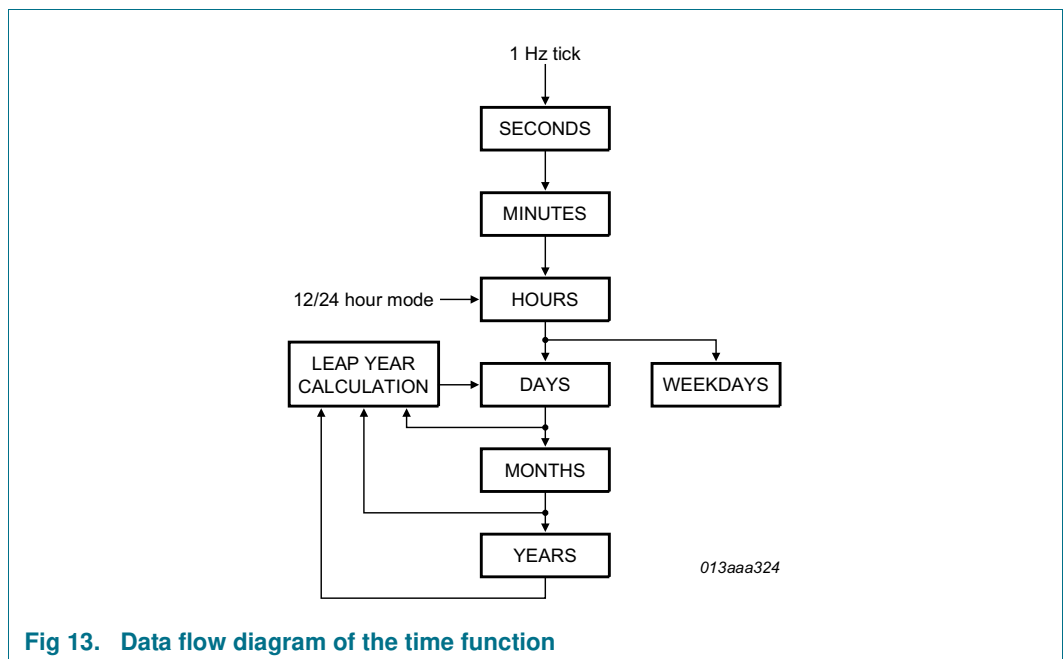 1 Hz tick
SECONDS
MINUTES
12/24 hour mode
HOURS
LEAP YEAR
CALCULATION
DAYS
WEEKDAYS
MONTHS
YEARS
013aaa324
Fig 13. Data flow diagram of the time function